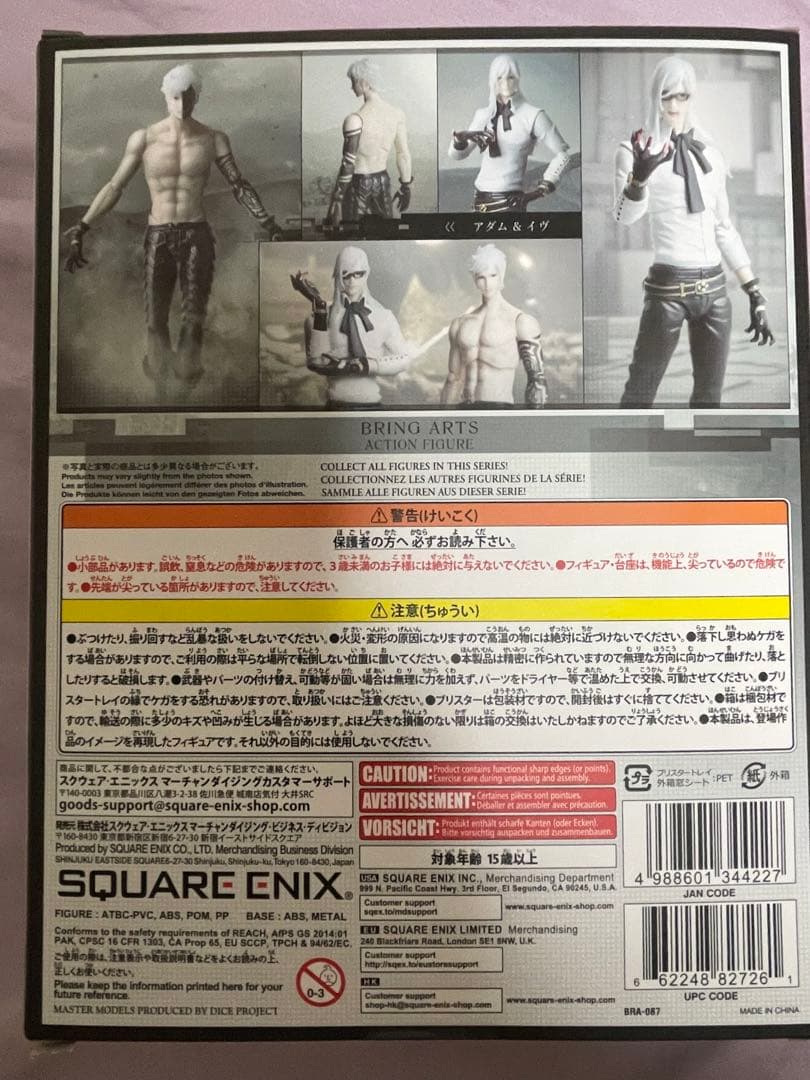 《 アダム & イヴ
BRING ARTS
ACTION FIGURE
※写真と実際の商品とは多少異なる場合がございます。
Products may vary slightly from the photos shown.
Les articles peuvent légèrement différer des photos d'illustration.
Die Produkte können leicht von den gezeigten Fotos abweichen.
COLLECT ALL FIGURES IN THIS SERIES!
COLLECTIONNEZ LES AUTRES FIGURINES DE LA SÉRIE!
SAMMLE ALLE FIGUREN AUS DIESER SERIE!
⚠警告(けいこく)
保護者の方へ 必ずお読み下さい。
●小部品があります。誤飲、窒息などの危険がありますので、3歳未満のお子様には絶対に与えないでください。●フィギュア・台座は、機能上、尖っているので危険で
す。●先端が尖っている箇所がありますので、注意してください。
⚠注意(ちゅうい)
●ぶつけたり、振り回すなど乱暴な扱いをしないでください。●火災・変形の原因になりますので高温の物には絶対に近づけないでください。●落下し思わぬケガを
する場合がありますので、ご利用の際は平らな場所で転倒しない位置に置いてください。●本製品は精密に作られていますので無理な方向に向かって曲げたり、落と
したりすると破損します。●武器やパーツの付け替え、可動等が固い場合は無理に力を加えず、パーツをドライヤー等で温めた上で交換、可動させてください。●ブリ
スタートレイの縁でケガをする恐れがありますので、取り扱いにはご注意ください。●ブリスターは包装材ですので、開封後はすぐに捨ててください。●箱は梱包材で
すので、輸送の際に多少のキズや凹みが生じる場合があります。よほど大きな損傷のない限りは箱の交換はいたしかねますのでご了承ください。●本製品は、登場作
品のイメージを再現したフィギュアです。それ以外の目的には使用しないでください。
商品に関して、不都合な点がございましたら下記までご連絡ください。
スクウェア・エニックス マーチャンダイジングカスタマーサポート
〒140-0003 東京都品川区八潮3-2-38 佐川急便 城南店気付 大井SRC
goods-support@square-enix-shop.com
発売元 株式会社スクウェア・エニックス マーチャンダイジング・ビジネス・ディビジョン
〒160-8430 東京都新宿区新宿6-27-30 新宿イーストサイドスクエア
Produced by SQUARE ENIX CO., LTD. Merchandising Business Division
SHINJUKU EASTSIDE SQUARE6-27-30 Shinjuku, Shinjuku-ku, Tokyo 160-8430, Japan
SQUARE ENIX®
FIGURE : ATBC-PVC, ABS, POM, PP BASE : ABS, METAL
Conforms to the safety requirements of REACH, AfPS GS 2014:01
PAK, CPSC 16 CFR 1303, CA Prop 65, EU SCCP, TPCH & 94/62/EC.
ご使用の際は、注意表示や取扱説明書などをよくお読みの上、
正しくお使いください。
Please keep the information printed here for your
future reference.
0-3
MASTER MODELS PRODUCED BY DICE PROJECT
CAUTION: Product contains functional sharp edges (or points).
Exercise care during unpacking and assembly.
AVERTISSEMENT: Certaines pièces sont pointues.
Déballer et assembler avec précaution.
VORSICHT: Produkt enthält scharfe Kanten (oder Ecken).
Bitte vorsichtig auspacken und zusammenbauen.
対象年齢 15歳以上
USA SQUARE ENIX INC., Merchandising Department
999 N. Pacific Coast Hwy. 3rd Floor, El Segundo, CA 90245, U.S.A.
Customer support
sqex.to/mdsupport
www.square-enix-shop.com
EU SQUARE ENIX LIMITED Merchandising
240 Blackfriars Road, London SE1 8NW, U.K.
Customer support
http://sqex.to/eustoresupport
HK
Customer support
shop-hk@square-enix-shop.com
www.square-enix-shop.com
プラ
ブリスタートレイ
外箱窓シート :PET
紙 外箱
4 988601 344227
JAN CODE
6 62248 82726 1
UPC CODE
BRA-087
MADE IN CHINA